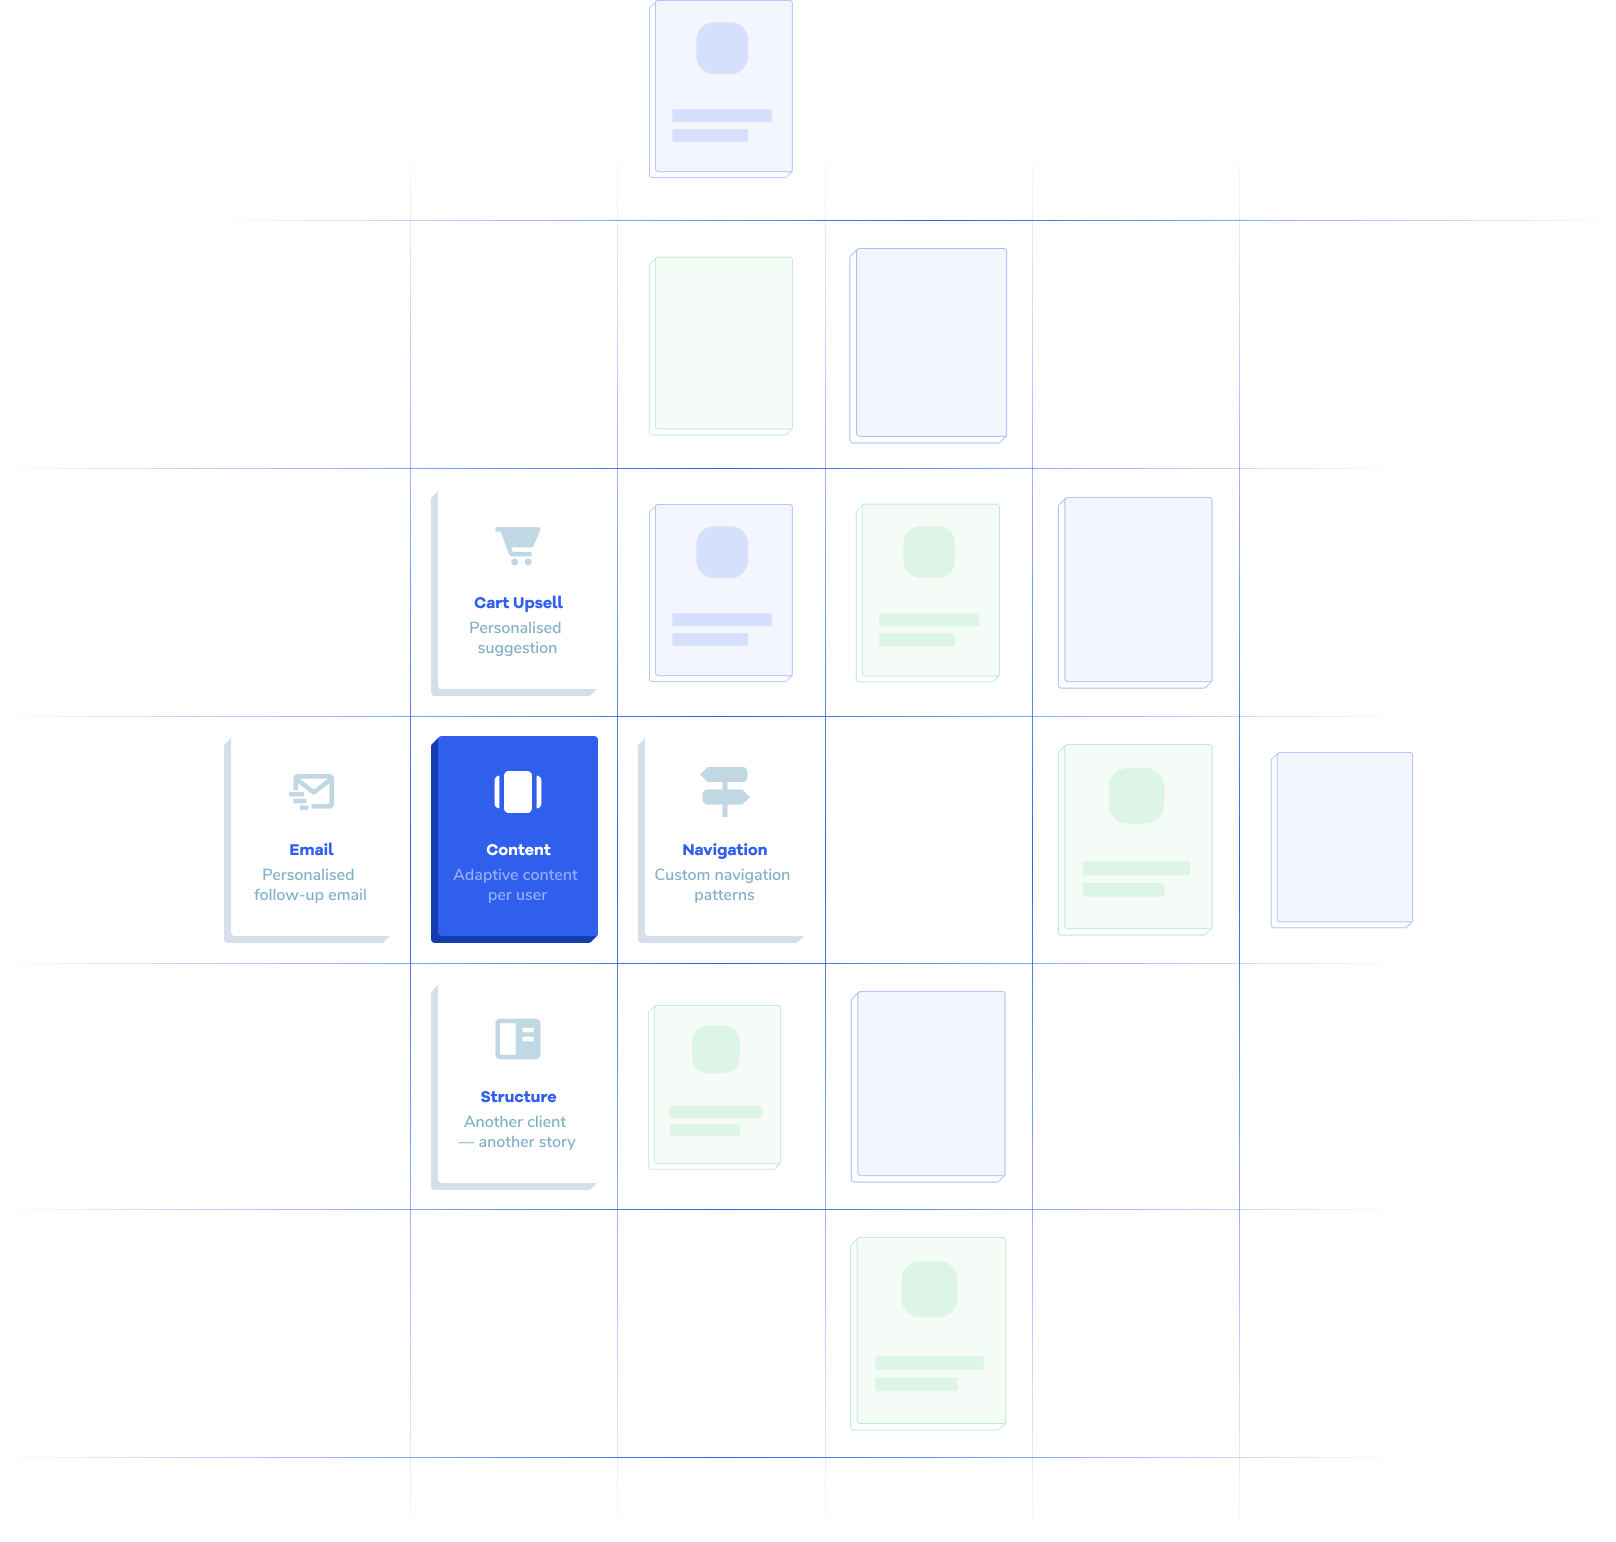 Cart Upsell
Personalised
suggestion
Email
Personalised
follow-up email
Content
Adaptive content
per user
Navigation
Custom navigation
patterns
Structure
Another client
— another story